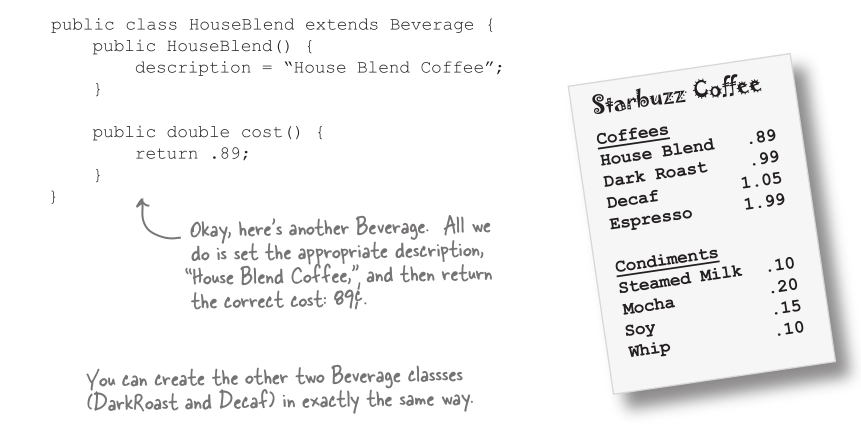 public class HouseBlend extends Beverage {
public HouseBlend() {
description = “House Blend Coffee”;
}
public double cost() {
return .89;
}
}
Okay, here's another Beverage. All we
do is set the appropriate description,
“House Blend Coffee,” and then return
the correct cost: 89¢.
You can create the other two Beverage classses
(DarkRoast and Decaf) in exactly the same way.
Starbuzz Coffee
Coffees
House Blend .89
Dark Roast .99
Decaf 1.05
Espresso 1.99
Condiments
Steamed Milk .10
Mocha .20
Soy .15
Whip .10